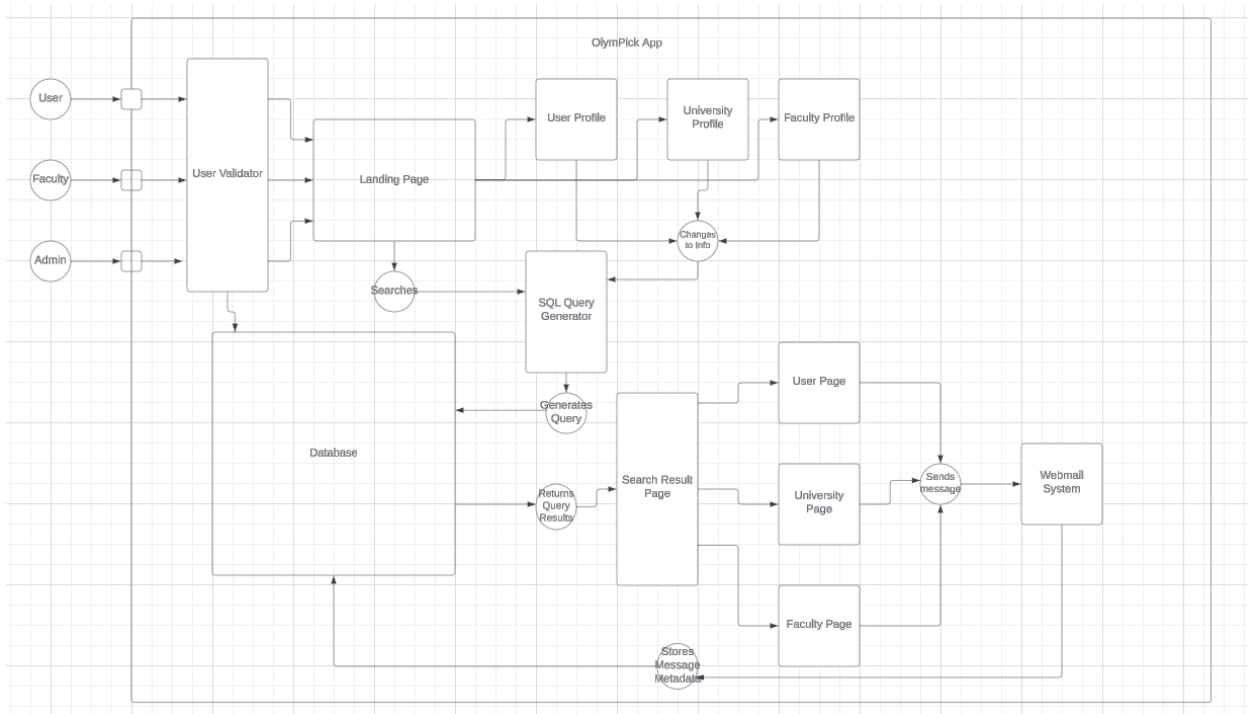 OlymPick App
User
Faculty
Admin
User Validator
Landing Page
User Profile
University
Profile
Faculty Profile
Changes
to Info
Searches
SQL Query
Generator
Generates
Query
Database
Returns
Query
Results
Search Result
Page
User Page
University
Page
Faculty Page
Sends
message
Webmail
System
Stores
Message
Metadata